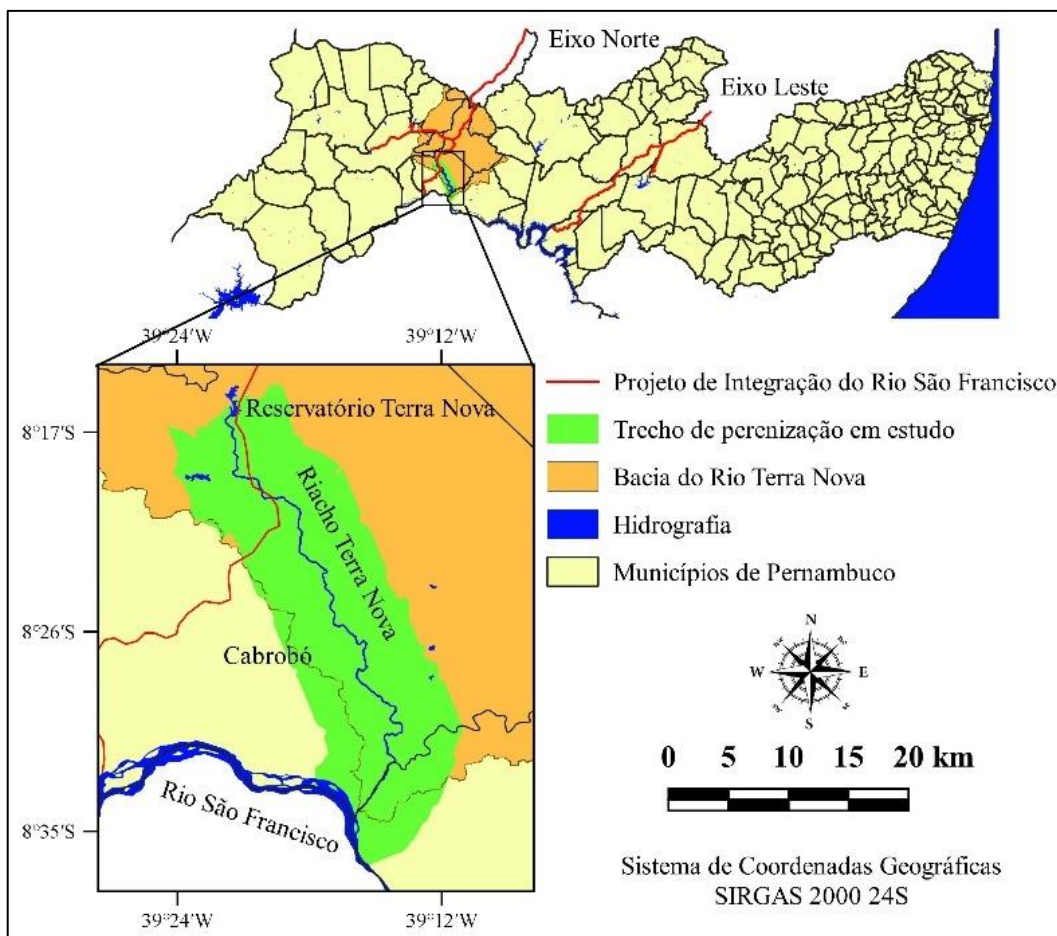 Eixo Norte
Eixo Leste
39°24'W
39°12'W
8°17'S
8°26'S
8°35'S
Reservatório Terra Nova
Riacho Terra Nova
Cabrobó
Rio São Francisco
39°24'W
39°12'W
Projeto de Integração do Rio São Francisco
Trecho de perenização em estudo
Bacia do Rio Terra Nova
Hidrografia
Municípios de Pernambuco
N
W
E
S
0 5 10 15 20 km
Sistema de Coordenadas Geográficas
SIRGAS 2000 24S